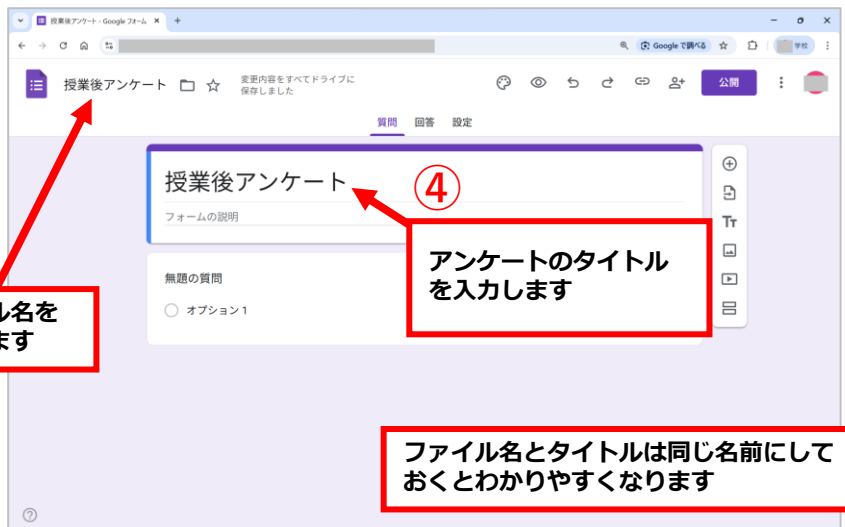 授業後アンケート - Google フォーム
Google で調べる
学校
授業後アンケート
変更内容をすべてドライブに
保存しました
公開
質問 回答 設定
授業後アンケート
④
フォームの説明
アンケートのタイトル
を入力します
無題の質問
オプション 1
ル名を
ます
Tт
ファイル名とタイトルは同じ名前にして
おくとわかりやすくなります